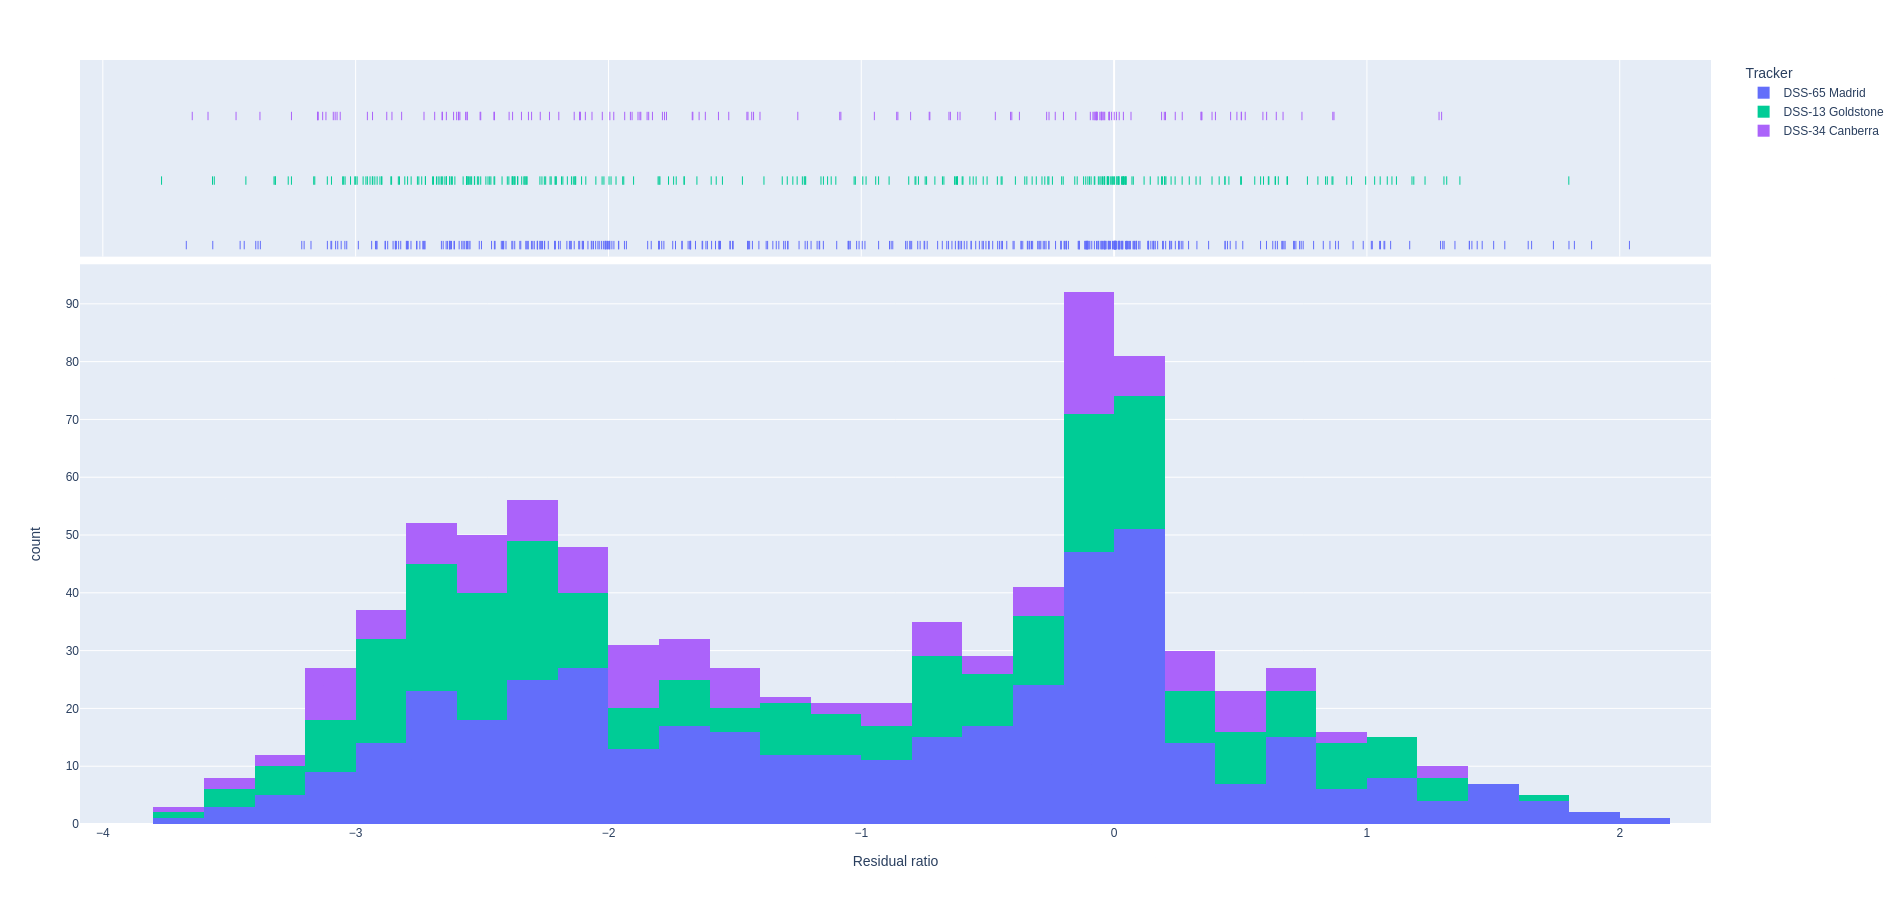 Tracker
DSS-65 Madrid
DSS-13 Goldstone
DSS-34 Canberra
90
80
70
60
50
40
30
20
10
0
count
−4
−3
−2
−1
0
1
2
Residual ratio